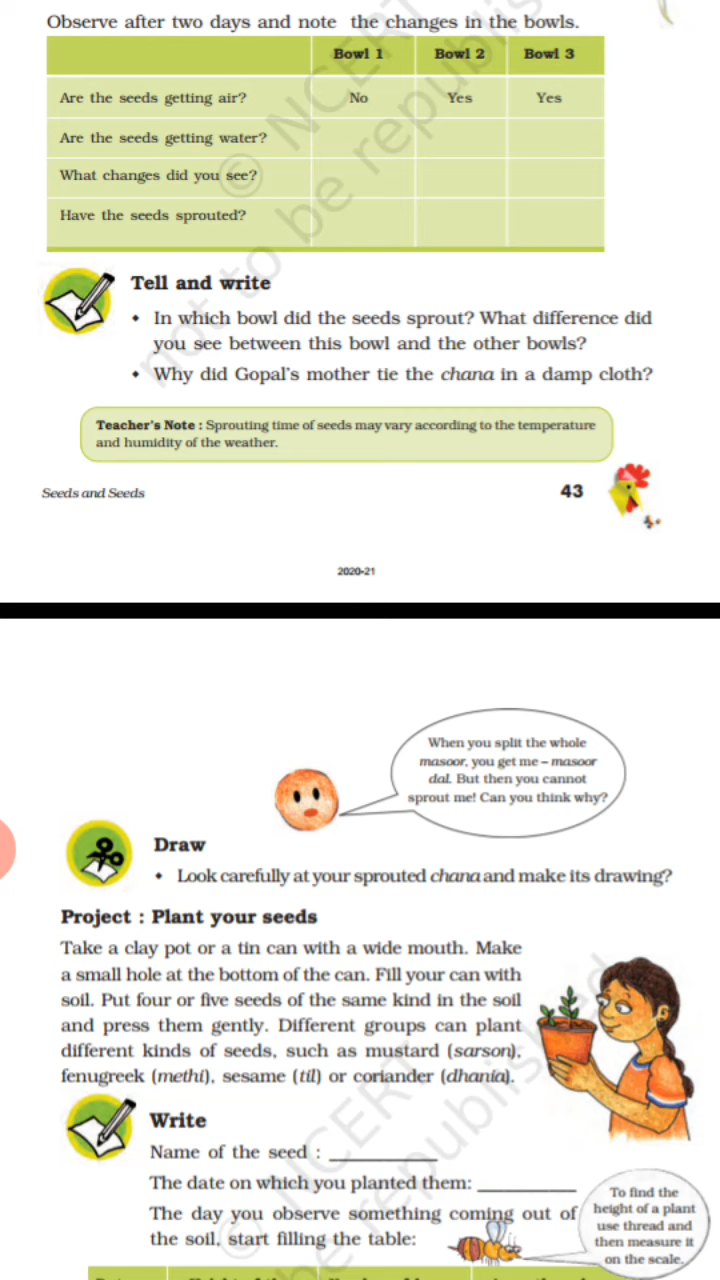 Observe after two days and note the changes in the bowls.
Bowl 1 Bowl 2 Bowl 3
Are the seeds getting air? No Yes Yes
Are the seeds getting water?
What changes did you see?
Have the seeds sprouted?
Tell and write
• In which bowl did the seeds sprout? What difference did
you see between this bowl and the other bowls?
• Why did Gopal's mother tie the chana in a damp cloth?
Teacher's Note : Sprouting time of seeds may vary according to the temperature
and humidity of the weather.
Seeds and Seeds 43
2020-21
When you split the whole
masoor, you get me – masoor
dal. But then you cannot
sprout me! Can you think why?
Draw
• Look carefully at your sprouted chana and make its drawing?
Project : Plant your seeds
Take a clay pot or a tin can with a wide mouth. Make
a small hole at the bottom of the can. Fill your can with
soil. Put four or five seeds of the same kind in the soil
and press them gently. Different groups can plant
different kinds of seeds, such as mustard (sarson),
fenugreek (methi), sesame (til) or coriander (dhania).
Write
Name of the seed : __________
The date on which you planted them: __________
The day you observe something coming out of
the soil, start filling the table:
To find the
height of a plant
use thread and
then measure it
on the scale.
© NCERT
not to be republished
© NCERT
be republished